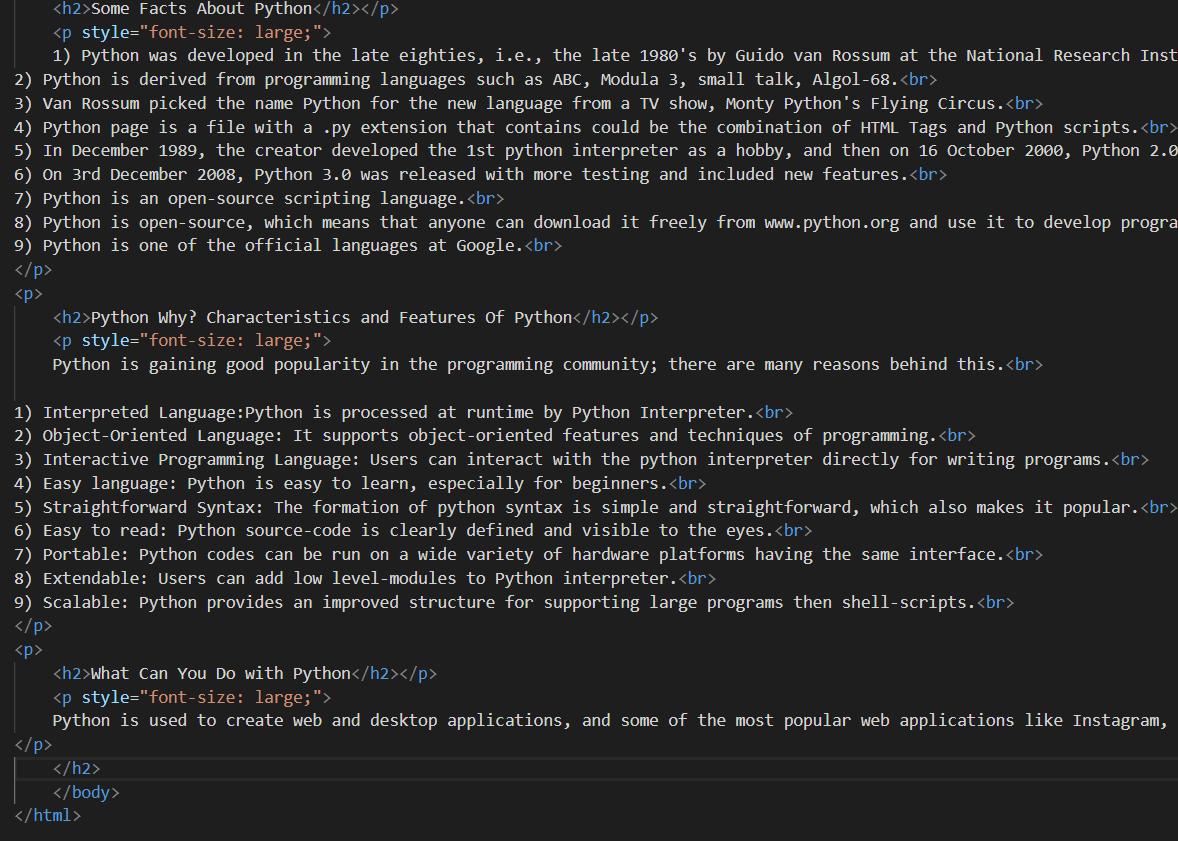 <h2>Some Facts About Python</h2></p>
<p style="font-size: large;">
1) Python was developed in the late eighties, i.e., the late 1980's by Guido van Rossum at the National Research Inst
2) Python is derived from programming languages such as ABC, Modula 3, small talk, Algol-68.<br>
3) Van Rossum picked the name Python for the new language from a TV show, Monty Python's Flying Circus.<br>
4) Python page is a file with a .py extension that contains could be the combination of HTML Tags and Python scripts.<br>
5) In December 1989, the creator developed the 1st python interpreter as a hobby, and then on 16 October 2000, Python 2.0
6) On 3rd December 2008, Python 3.0 was released with more testing and included new features.<br>
7) Python is an open-source scripting language.<br>
8) Python is open-source, which means that anyone can download it freely from www.python.org and use it to develop progra
9) Python is one of the official languages at Google.<br>
</p>
<p>
<h2>Python Why? Characteristics and Features Of Python</h2></p>
<p style="font-size: large;">
Python is gaining good popularity in the programming community; there are many reasons behind this.<br>
1) Interpreted Language:Python is processed at runtime by Python Interpreter.<br>
2) Object-Oriented Language: It supports object-oriented features and techniques of programming.<br>
3) Interactive Programming Language: Users can interact with the python interpreter directly for writing programs.<br>
4) Easy language: Python is easy to learn, especially for beginners.<br>
5) Straightforward Syntax: The formation of python syntax is simple and straightforward, which also makes it popular.<br>
6) Easy to read: Python source-code is clearly defined and visible to the eyes.<br>
7) Portable: Python codes can be run on a wide variety of hardware platforms having the same interface.<br>
8) Extendable: Users can add low level-modules to Python interpreter.<br>
9) Scalable: Python provides an improved structure for supporting large programs then shell-scripts.<br>
</p>
<p>
<h2>What Can You Do with Python</h2></p>
<p style="font-size: large;">
Python is used to create web and desktop applications, and some of the most popular web applications like Instagram,
</p>
</h2>
</body>
</html>